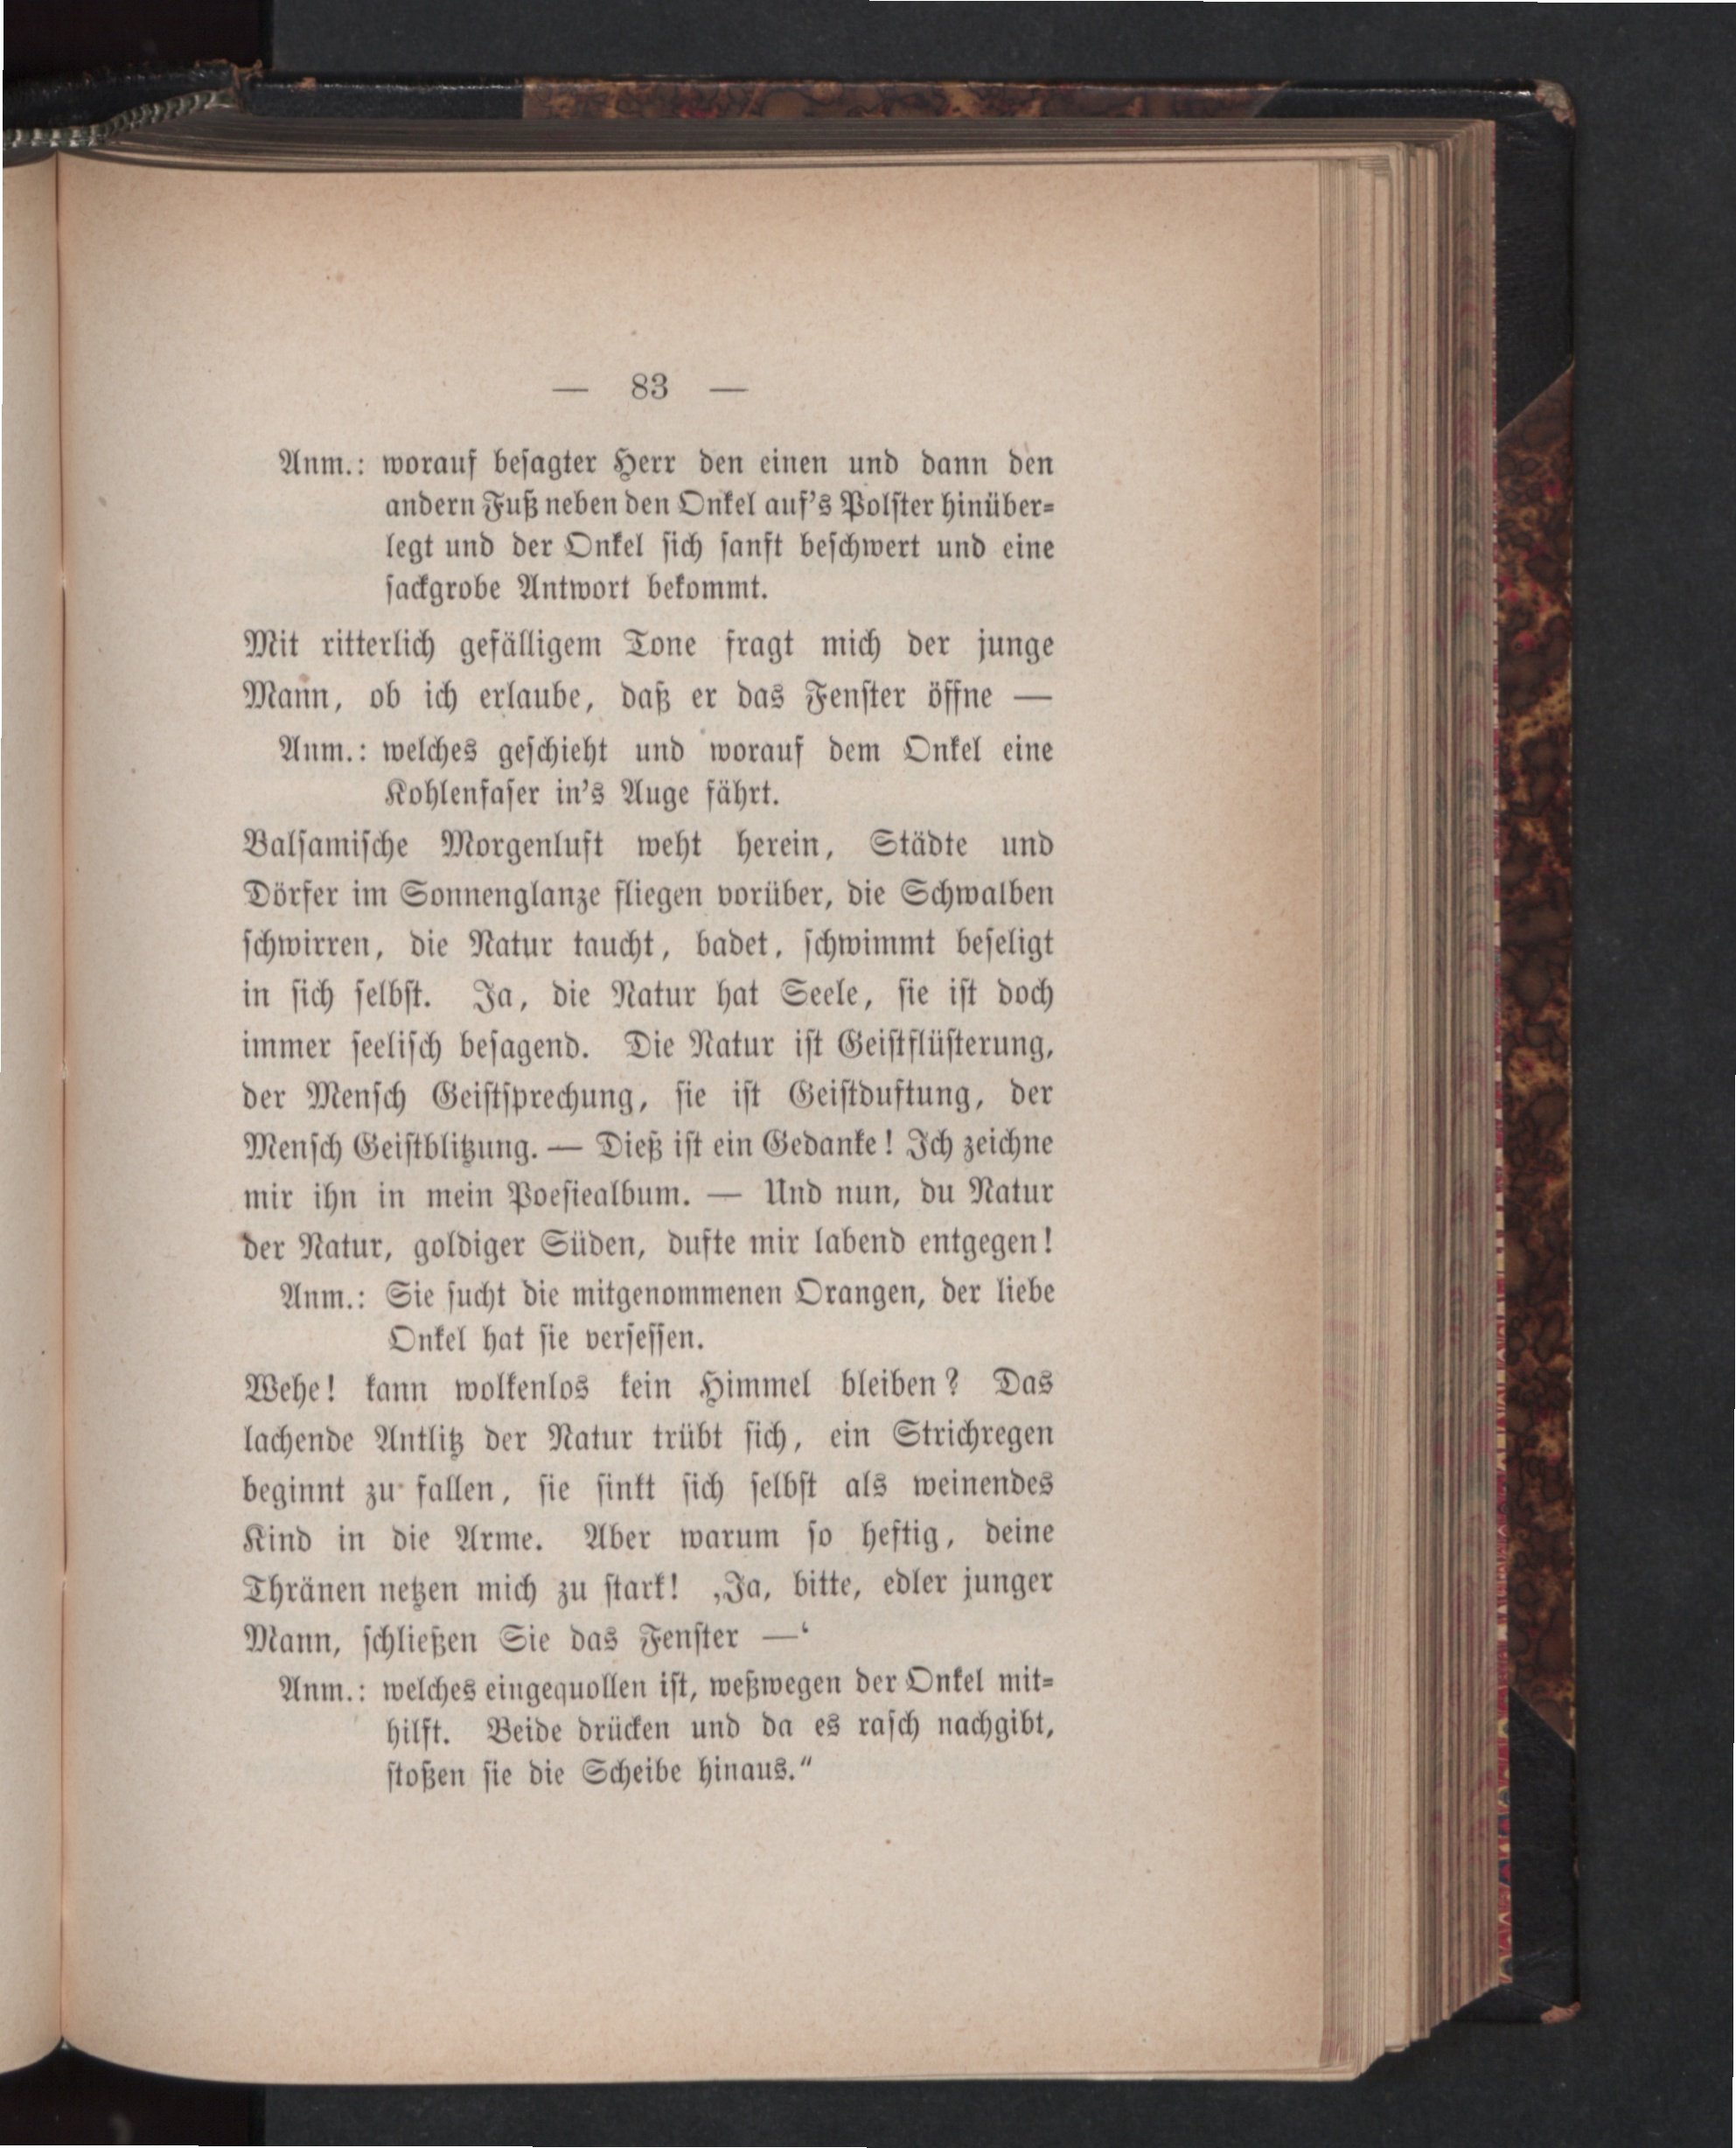 — 83 —
Anm.: worauf besagter Herr den einen und dann den
andern Fuß neben den Onkel auf's Polster hinüber-
legt und der Onkel sich sanft beschwert und eine
sackgrobe Antwort bekommt.
Mit ritterlich gefälligem Tone fragt mich der junge
Mann, ob ich erlaube, daß er das Fenster öffne —
Anm.: welches geschieht und worauf dem Onkel eine
Kohlenfaser in's Auge fährt.
Balsamische Morgenluft weht herein, Städte und
Dörfer im Sonnenglanze fliegen vorüber, die Schwalben
schwirren, die Natur taucht, badet, schwimmt beseligt
in sich selbst. Ja, die Natur hat Seele, sie ist doch
immer seelisch besagend. Die Natur ist Geistflüsterung,
der Mensch Geistsprechung, sie ist Geistduftung, der
Mensch Geistblitzung. — Dieß ist ein Gedanke! Ich zeichne
mir ihn in mein Poesiealbum. — Und nun, du Natur
der Natur, goldiger Süden, dufte mir labend entgegen!
Anm.: Sie sucht die mitgenommenen Orangen, der liebe
Onkel hat sie versessen.
Wehe! kann wolkenlos kein Himmel bleiben? Das
lachende Antlitz der Natur trübt sich, ein Strichregen
beginnt zu fallen, sie sinkt sich selbst als weinendes
Kind in die Arme. Aber warum so heftig, deine
Thränen netzen mich zu stark! ‚Ja, bitte, edler junger
Mann, schließen Sie das Fenster —‘
Anm.: welches eingequollen ist, weßwegen der Onkel mit-
hilft. Beide drücken und da es rasch nachgibt,
stoßen sie die Scheibe hinaus.“